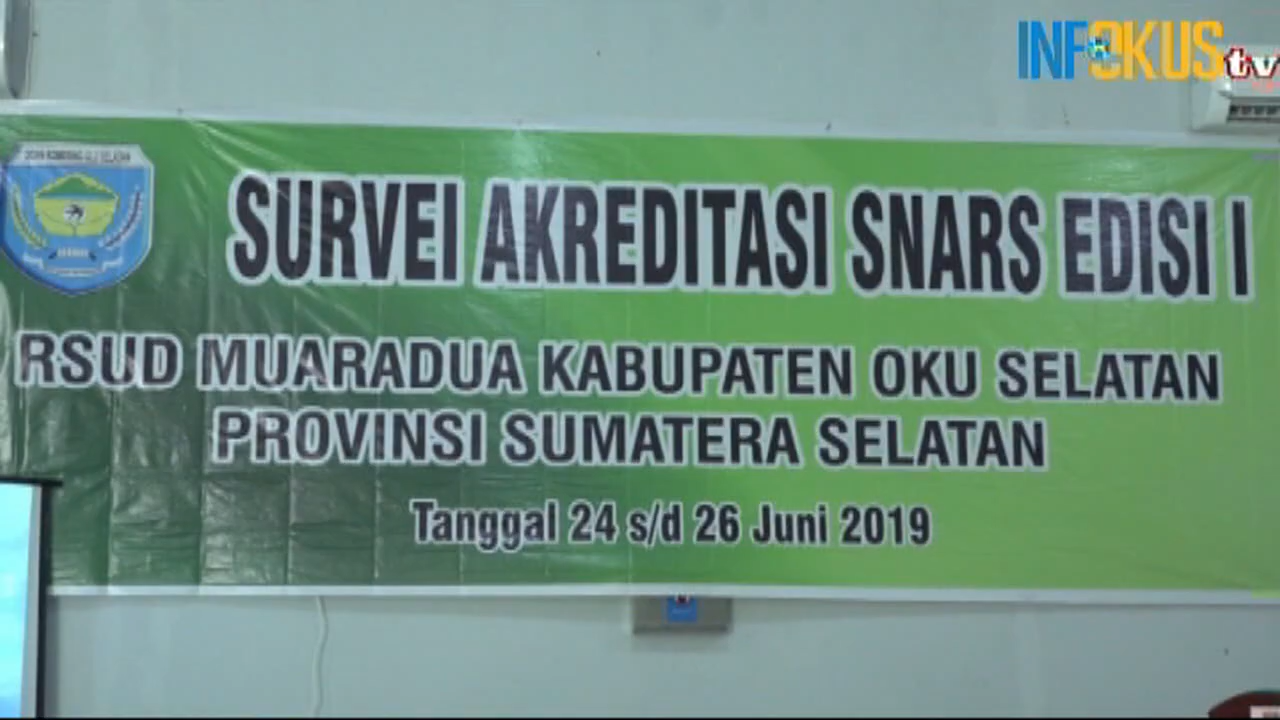 INFOKUS tv
SURVEI AKREDITASI SNARS EDISI I
RSUD MUARADUA KABUPATEN OKU SELATAN
PROVINSI SUMATERA SELATAN
Tanggal 24 s/d 26 Juni 2019